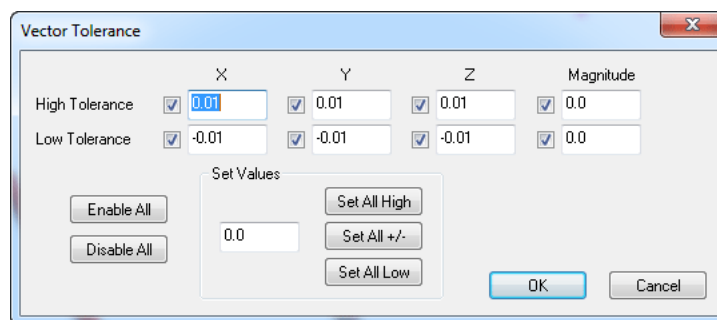 Vector Tolerance
X Y Z Magnitude
High Tolerance 0.01 0.01 0.01 0.0
Low Tolerance -0.01 -0.01 -0.01 0.0
Set Values
Enable All
Disable All
0.0
Set All High
Set All +/-
Set All Low
OK Cancel